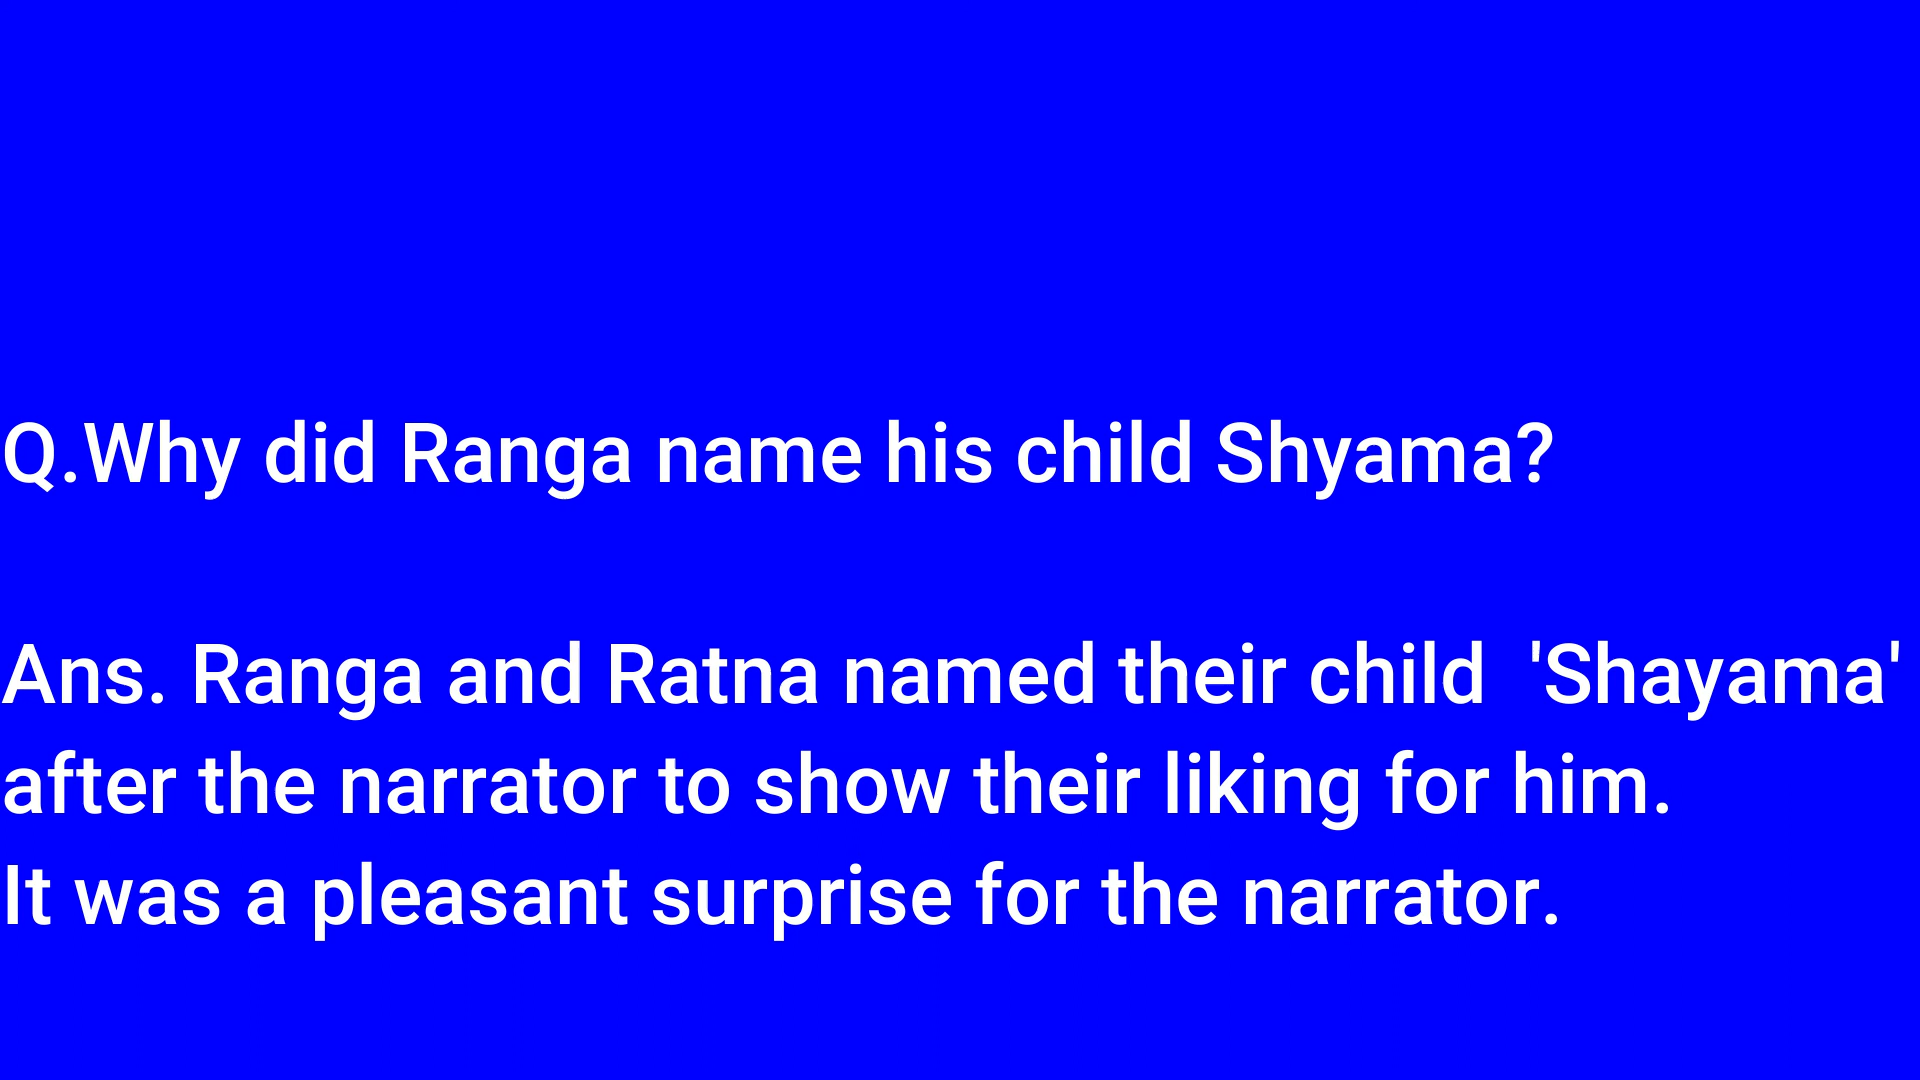 Q.Why did Ranga name his child Shyama?
Ans. Ranga and Ratna named their child  'Shayama'
after the narrator to show their liking for him.
It was a pleasant surprise for the narrator.